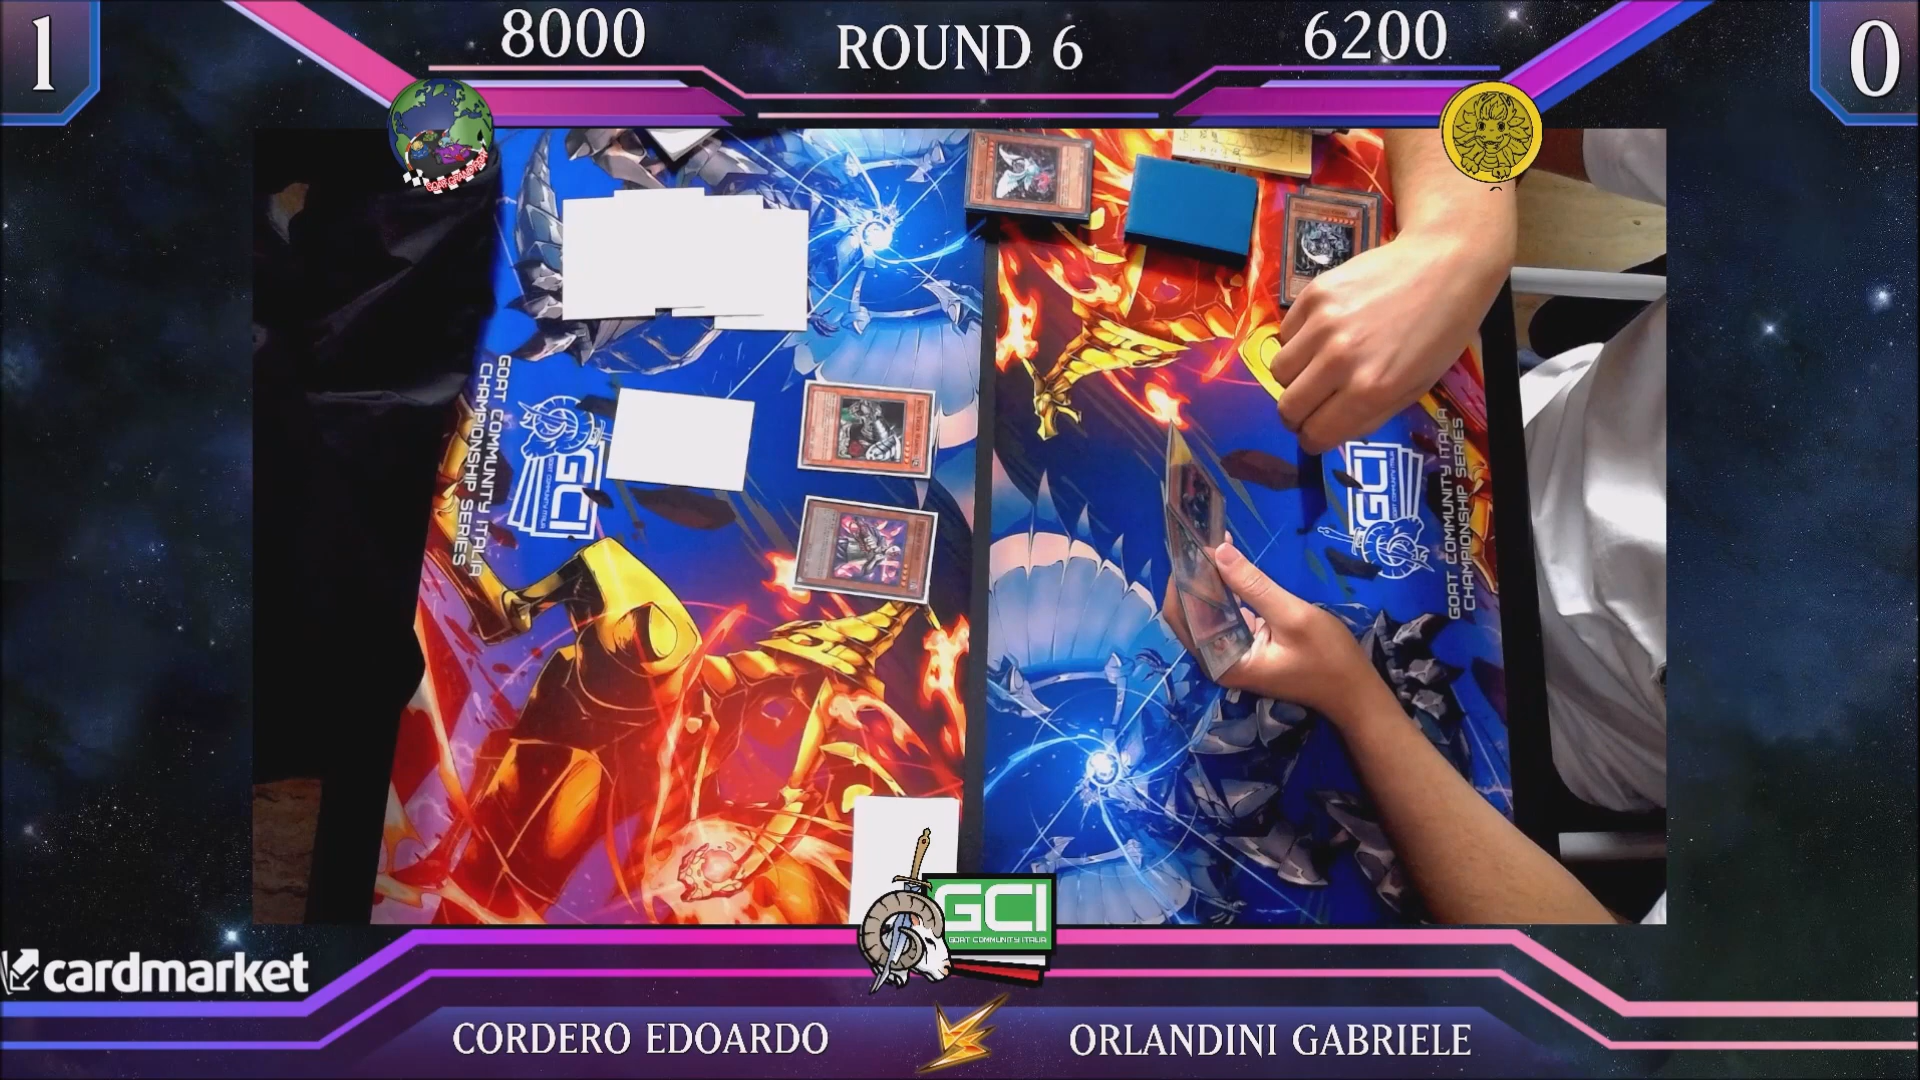 1
8000
ROUND 6
6200
0
GOAT COMMUNITY ITALIA
CHAMPIONSHIP SERIES
GCI
GOAT COMMUNITY ITALIA
CHAMPIONSHIP SERIES
GCI
GCI
GOAT COMMUNITY ITALIA
cardmarket
CORDERO EDOARDO
ORLANDINI GABRIELE